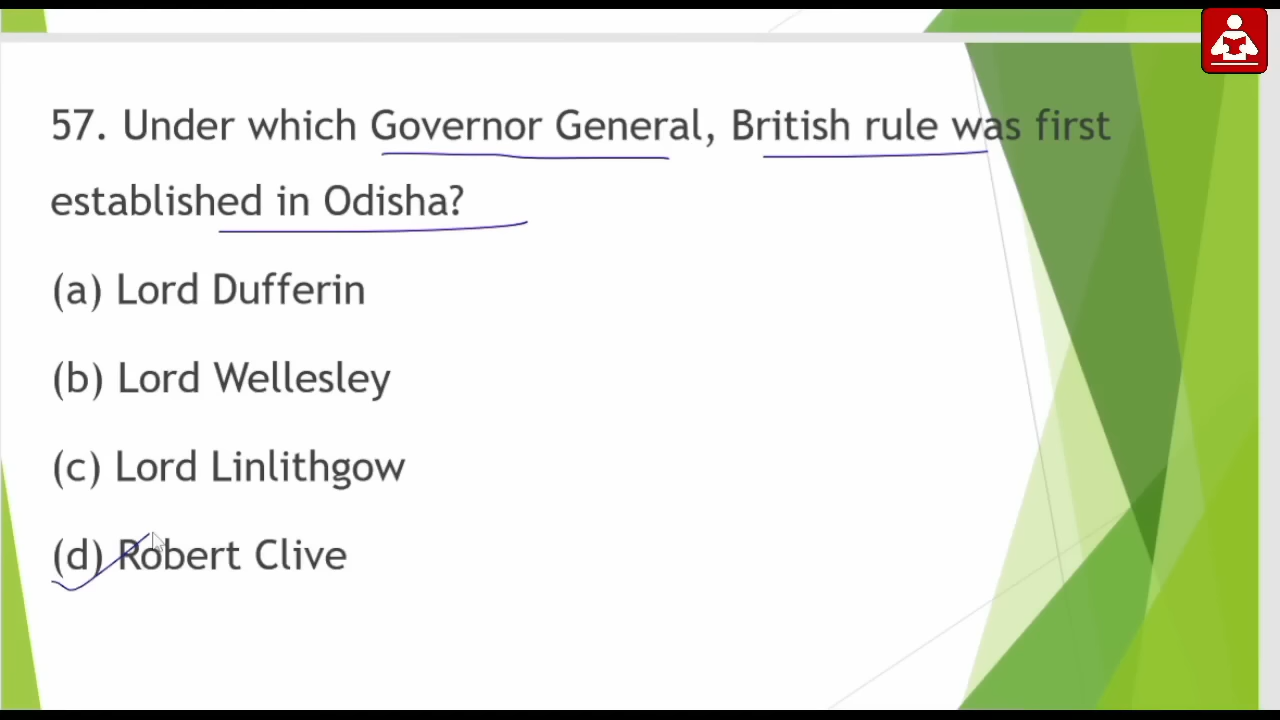 57. Under which Governor General, British rule was first
established in Odisha?
(a) Lord Dufferin
(b) Lord Wellesley
(c) Lord Linlithgow
(d) Robert Clive